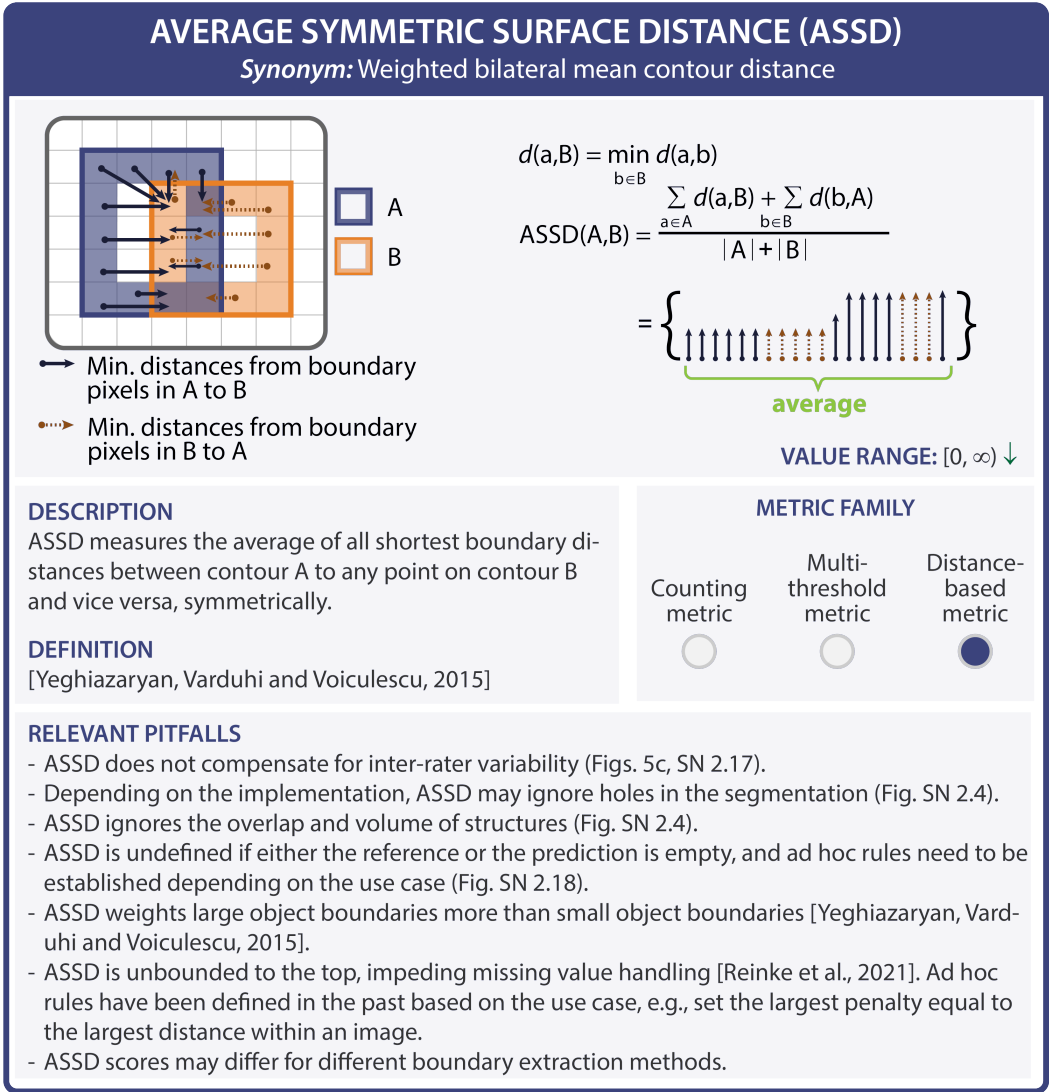 AVERAGE SYMMETRIC SURFACE DISTANCE (ASSD)
Synonym: Weighted bilateral mean contour distance
A
B
Min. distances from boundary
pixels in A to B
Min. distances from boundary
pixels in B to A
d(a,B) = min d(a,b)
b∈B
∑ d(a,B) + ∑ d(b,A)
a∈A b∈B
ASSD(A,B) =
|A|+|B|
= { }
average
VALUE RANGE: [0, ∞) ↓
DESCRIPTION
ASSD measures the average of all shortest boundary di-
stances between contour A to any point on contour B
and vice versa, symmetrically.
DEFINITION
[Yeghiazaryan, Varduhi and Voiculescu, 2015]
METRIC FAMILY
Counting
metric
Multi-
threshold
metric
Distance-
based
metric
RELEVANT PITFALLS
- ASSD does not compensate for inter-rater variability (Figs. 5c, SN 2.17).
- Depending on the implementation, ASSD may ignore holes in the segmentation (Fig. SN 2.4).
- ASSD ignores the overlap and volume of structures (Fig. SN 2.4).
- ASSD is undefined if either the reference or the prediction is empty, and ad hoc rules need to be
established depending on the use case (Fig. SN 2.18).
- ASSD weights large object boundaries more than small object boundaries [Yeghiazaryan, Vard-
uhi and Voiculescu, 2015].
- ASSD is unbounded to the top, impeding missing value handling [Reinke et al., 2021]. Ad hoc
rules have been defined in the past based on the use case, e.g., set the largest penalty equal to
the largest distance within an image.
- ASSD scores may differ for different boundary extraction methods.